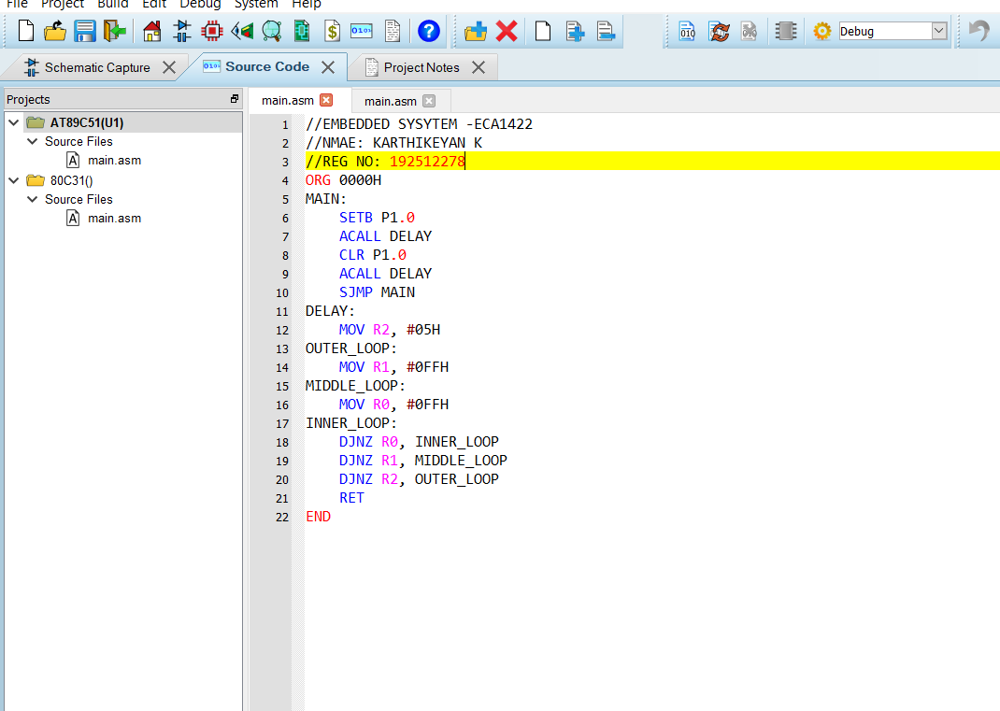 File Project Build Edit Debug System Help
Debug
Schematic Capture
Source Code
Project Notes
Projects
main.asm
main.asm
AT89C51(U1)
Source Files
main.asm
80C31()
Source Files
main.asm
1 //EMBEDDED SYSYTEM -ECA1422
2 //NMAE: KARTHIKEYAN K
3 //REG NO: 192512278
4 ORG 0000H
5 MAIN:
6 SETB P1.0
7 ACALL DELAY
8 CLR P1.0
9 ACALL DELAY
10 SJMP MAIN
11 DELAY:
12 MOV R2, #05H
13 OUTER_LOOP:
14 MOV R1, #0FFH
15 MIDDLE_LOOP:
16 MOV R0, #0FFH
17 INNER_LOOP:
18 DJNZ R0, INNER_LOOP
19 DJNZ R1, MIDDLE_LOOP
20 DJNZ R2, OUTER_LOOP
21 RET
22 END